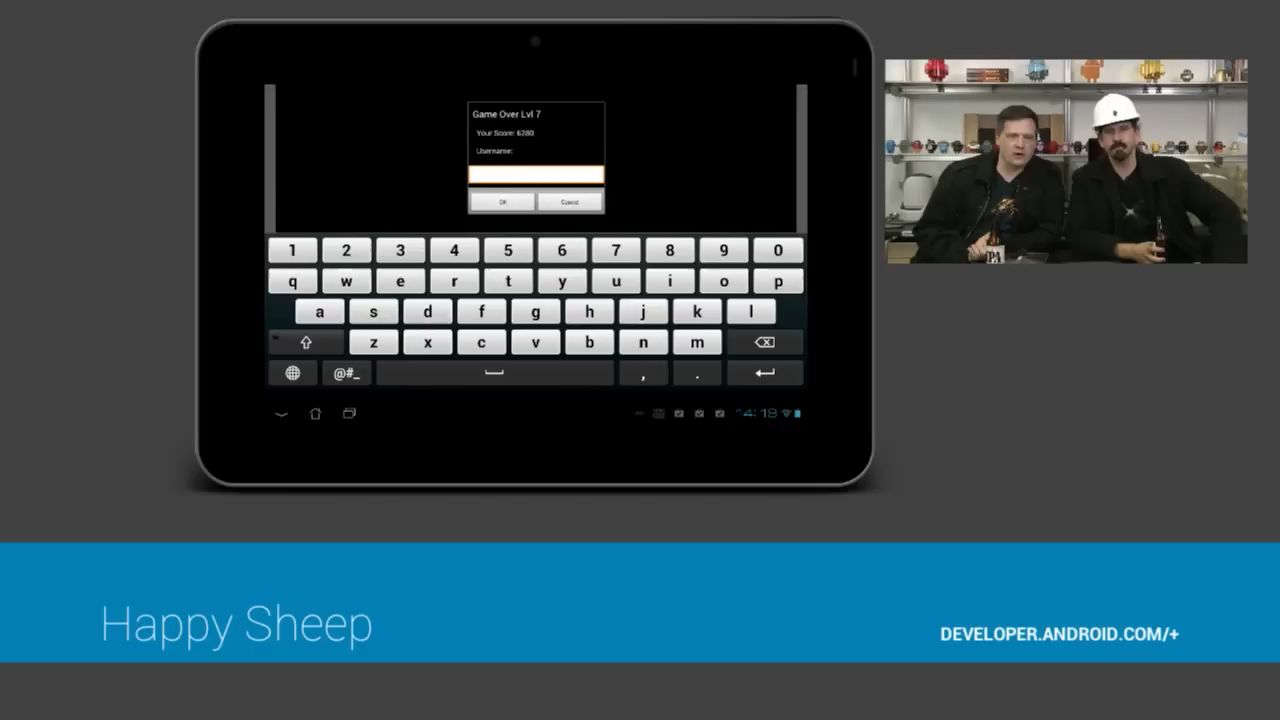 Game Over Lvl 7
Your Score: 6280
Username:
OK Cancel
1 2 3 4 5 6 7 8 9 0
q w e r t y u i o p
a s d f g h j k l
z x c v b n m
@#_ , .
14:18
PA
Happy Sheep
DEVELOPER.ANDROID.COM/+